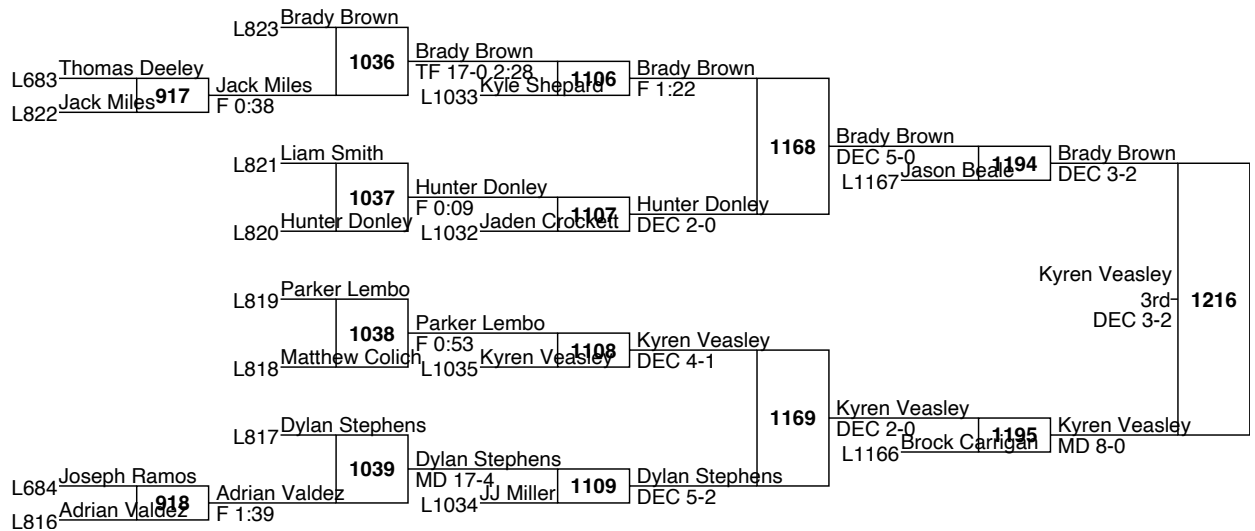 Brady Brown
L823
1036
Brady Brown
TF 17-0 2:28
1106
Brady Brown
F 1:22
L1033
Kyle Shepard
Thomas Deeley
L683
917
Jack Miles
F 0:38
L822
Jack Miles
1168
Brady Brown
DEC 5-0
1194
Brady Brown
DEC 3-2
L1167
Jason Beale
Liam Smith
L821
1037
Hunter Donley
F 0:09
1107
Hunter Donley
DEC 2-0
L820
Hunter Donley
L1032
Jaden Crockett
Kyren Veasley
3rd
DEC 3-2
1216
Parker Lembo
L819
1038
Parker Lembo
F 0:53
1108
Kyren Veasley
DEC 4-1
L818
Matthew Colich
L1035
Kyren Veasley
1169
Kyren Veasley
DEC 2-0
1195
Kyren Veasley
MD 8-0
L1166
Brock Carrigan
Dylan Stephens
L817
1039
Dylan Stephens
MD 17-4
1109
Dylan Stephens
DEC 5-2
L1034
JJ Miller
Joseph Ramos
L684
918
Adrian Valdez
F 1:39
L816
Adrian Valdez